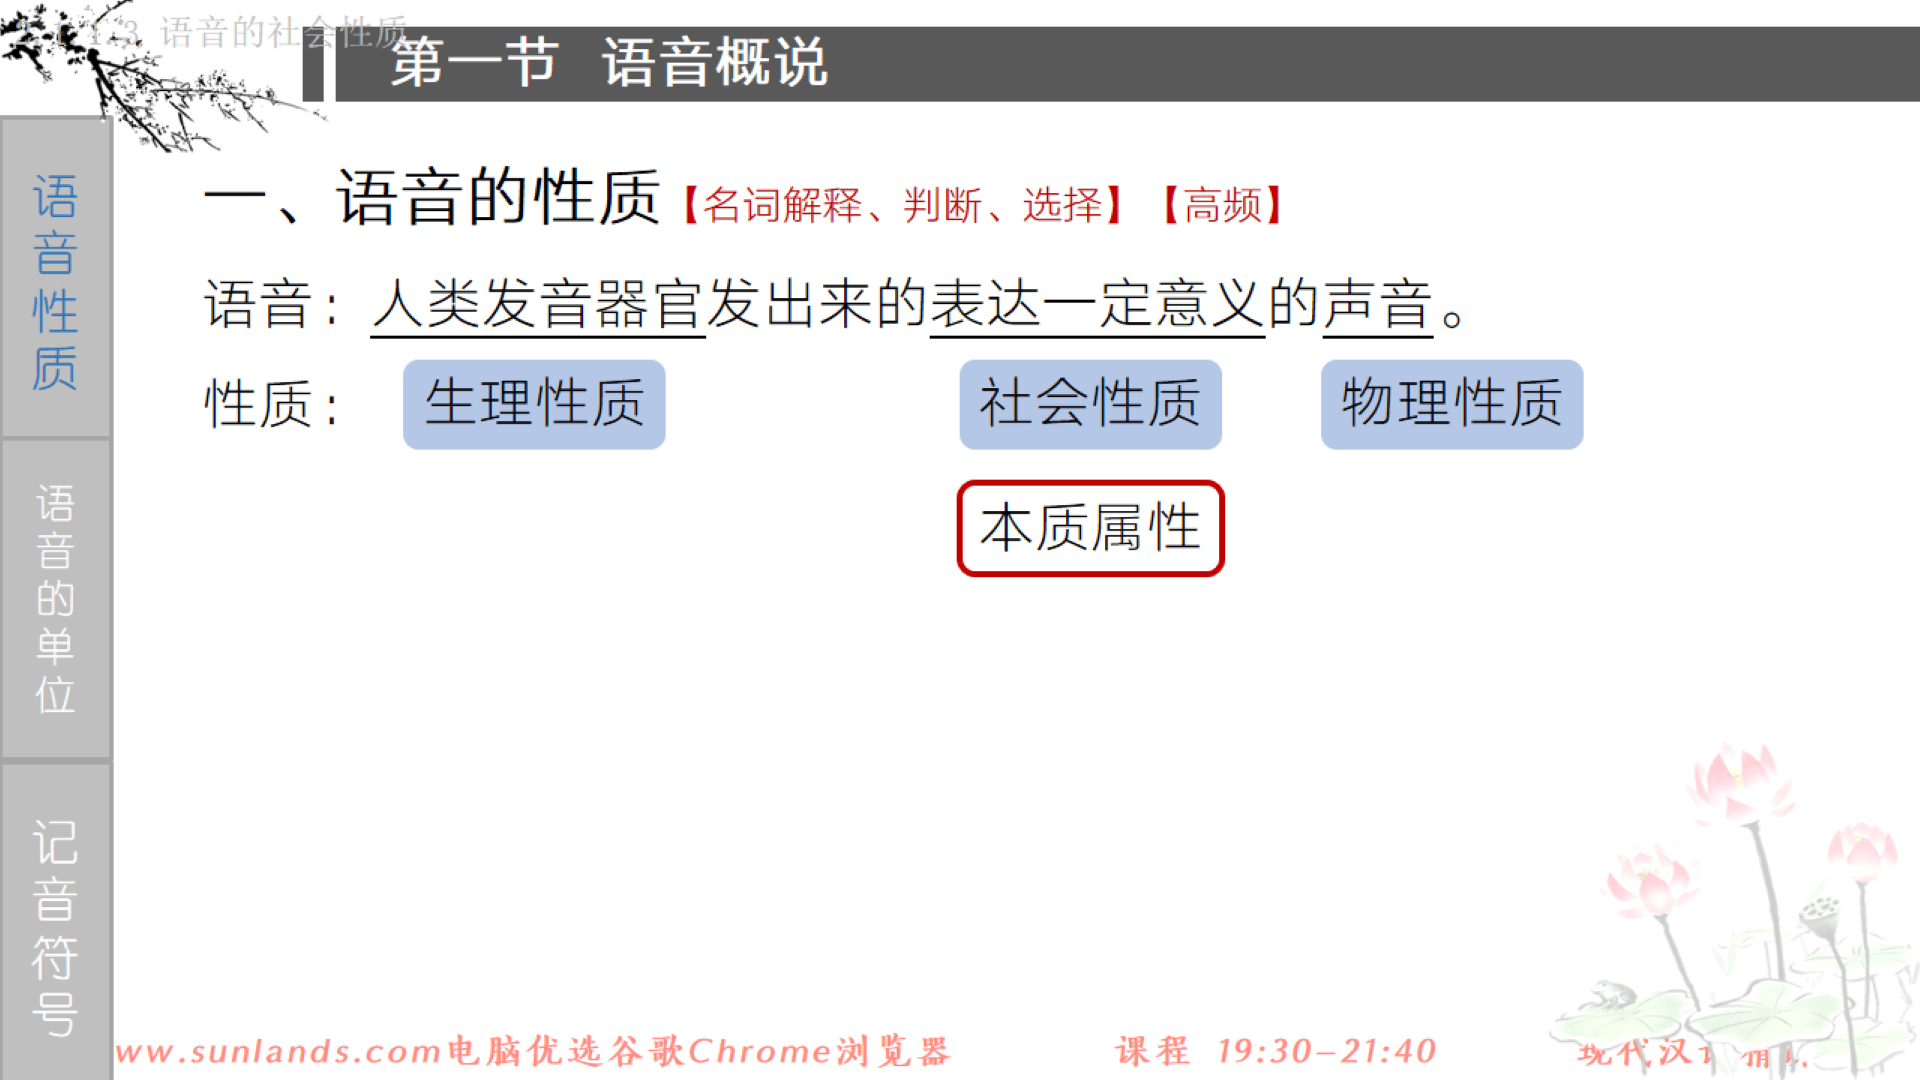 语音的社会性质
第一节 语音概说
语音性质
语音的单位
记音符号
一、语音的性质【名词解释、判断、选择】【高频】
语音：人类发音器官发出来的表达一定意义的声音。
性质：
生理性质
社会性质
物理性质
本质属性
ww.sunlands.com电脑优选谷歌Chrome浏览器
课程 19:30-21:40
现代汉